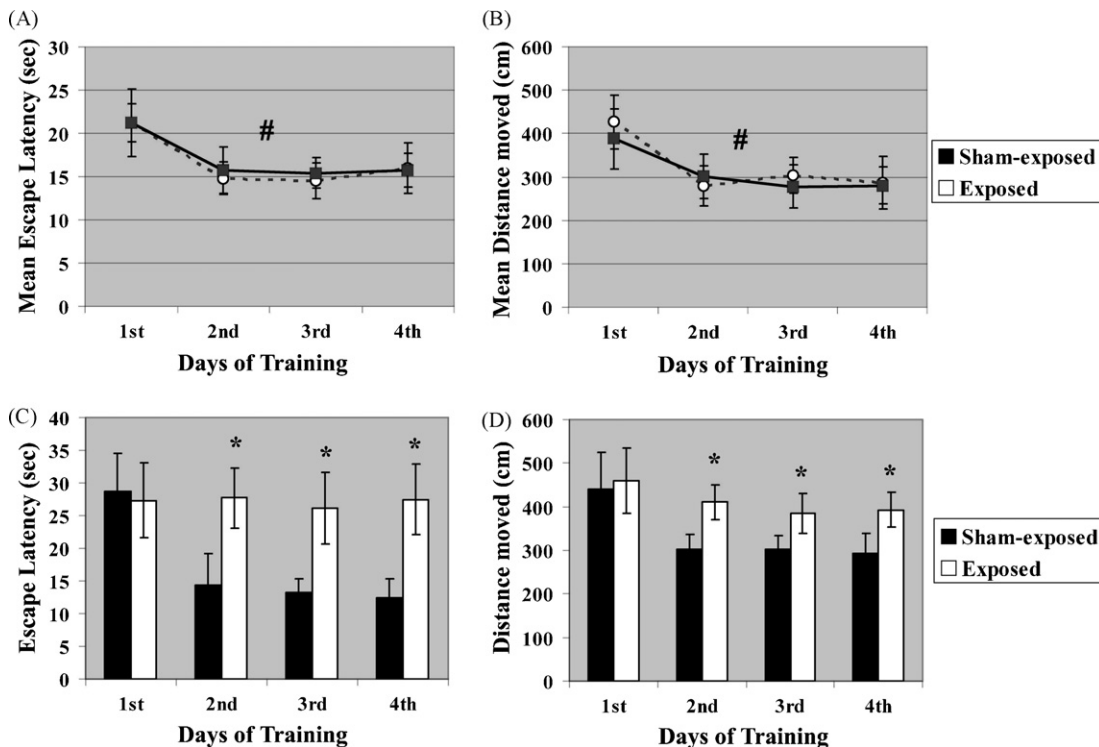 (A)
Mean Escape Latency (sec)
30
25
20
15
10
5
0
#
1st 2nd 3rd 4th
Days of Training
(B)
Mean Distance moved (cm)
600
500
400
300
200
100
0
#
1st 2nd 3rd 4th
Days of Training
Sham-exposed
Exposed
(C)
Escape Latency (sec)
40
35
30
25
20
15
10
5
0
* * *
1st 2nd 3rd 4th
Days of Training
(D)
Distance moved (cm)
600
500
400
300
200
100
0
* * *
1st 2nd 3rd 4th
Days of Training
Sham-exposed
Exposed